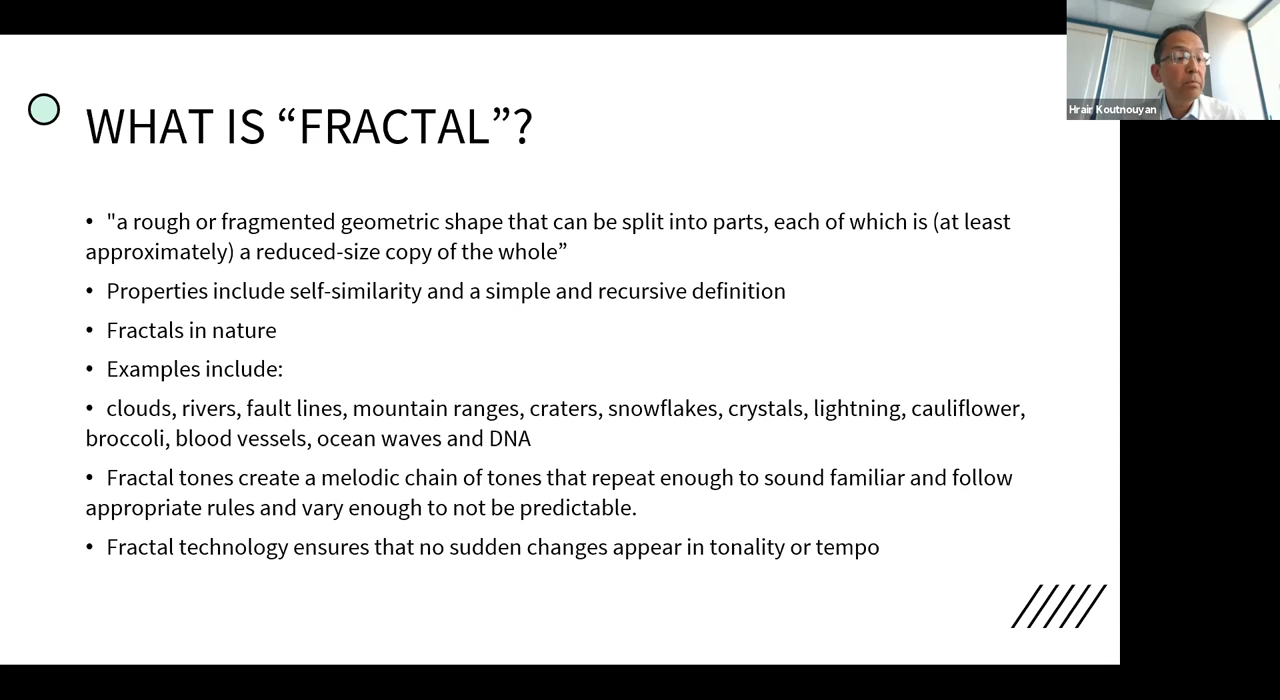 WHAT IS “FRACTAL”?
• "a rough or fragmented geometric shape that can be split into parts, each of which is (at least
approximately) a reduced-size copy of the whole”
• Properties include self-similarity and a simple and recursive definition
• Fractals in nature
• Examples include:
• clouds, rivers, fault lines, mountain ranges, craters, snowflakes, crystals, lightning, cauliflower,
broccoli, blood vessels, ocean waves and DNA
• Fractal tones create a melodic chain of tones that repeat enough to sound familiar and follow
appropriate rules and vary enough to not be predictable.
• Fractal technology ensures that no sudden changes appear in tonality or tempo
Hrair Koutnouyan